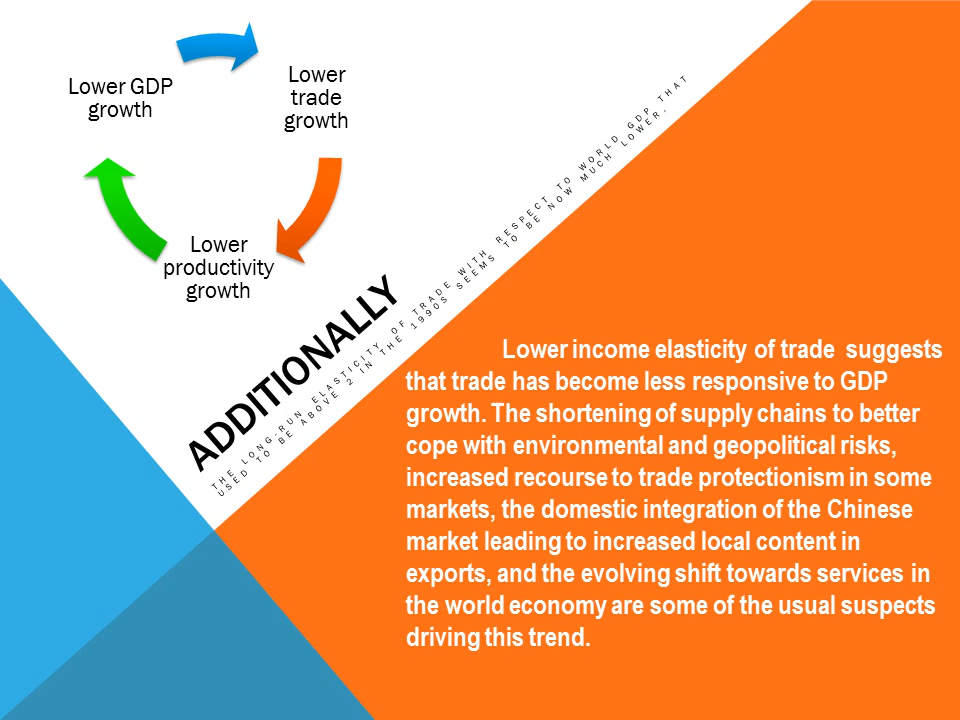 Lower GDP
growth
Lower
trade
growth
Lower
productivity
growth
ADDITIONALLY
THE LONG-RUN ELASTICITY OF TRADE WITH RESPECT TO WORLD GDP THAT
USED TO BE ABOVE 2 IN THE 1990S SEEMS TO BE NOW MUCH LOWER.
Lower income elasticity of trade suggests
that trade has become less responsive to GDP
growth. The shortening of supply chains to better
cope with environmental and geopolitical risks,
increased recourse to trade protectionism in some
markets, the domestic integration of the Chinese
market leading to increased local content in
exports, and the evolving shift towards services in
the world economy are some of the usual suspects
driving this trend.